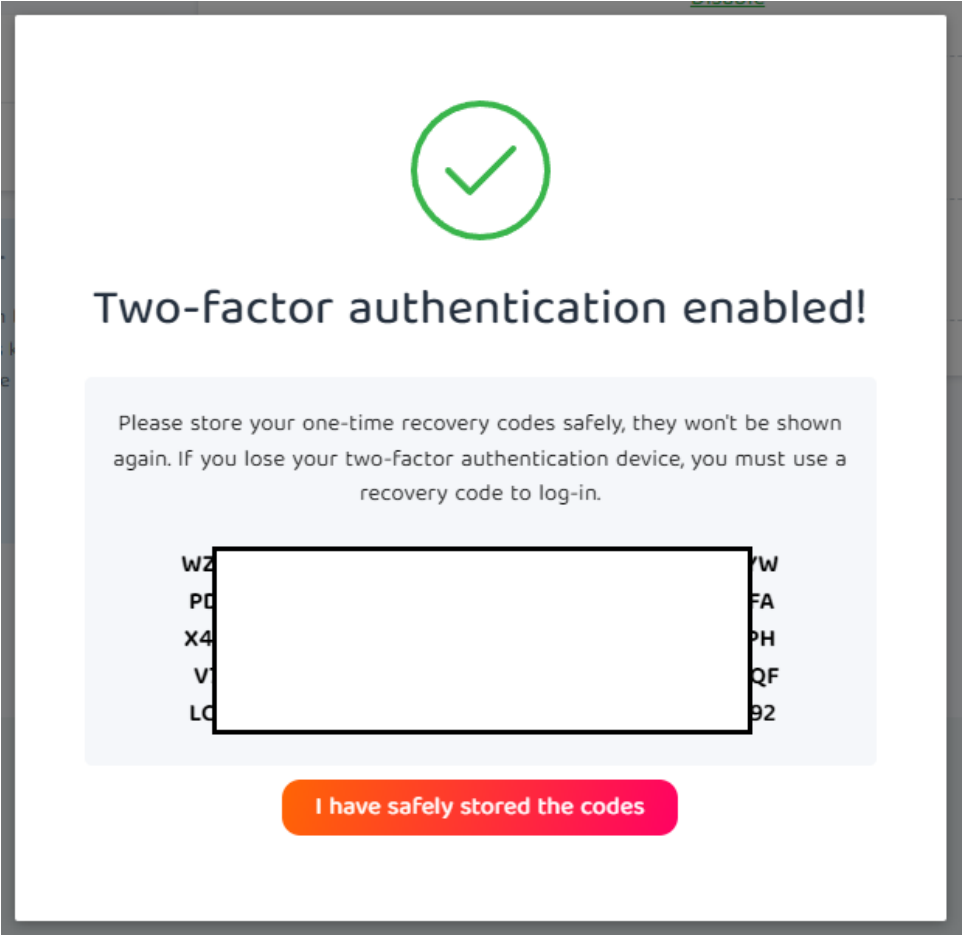 Disable
Two-factor authentication enabled!
Please store your one-time recovery codes safely, they won't be shown
again. If you lose your two-factor authentication device, you must use a
recovery code to log-in.
WZ YW
PD FA
X4 PH
V7 QF
LC 92
I have safely stored the codes